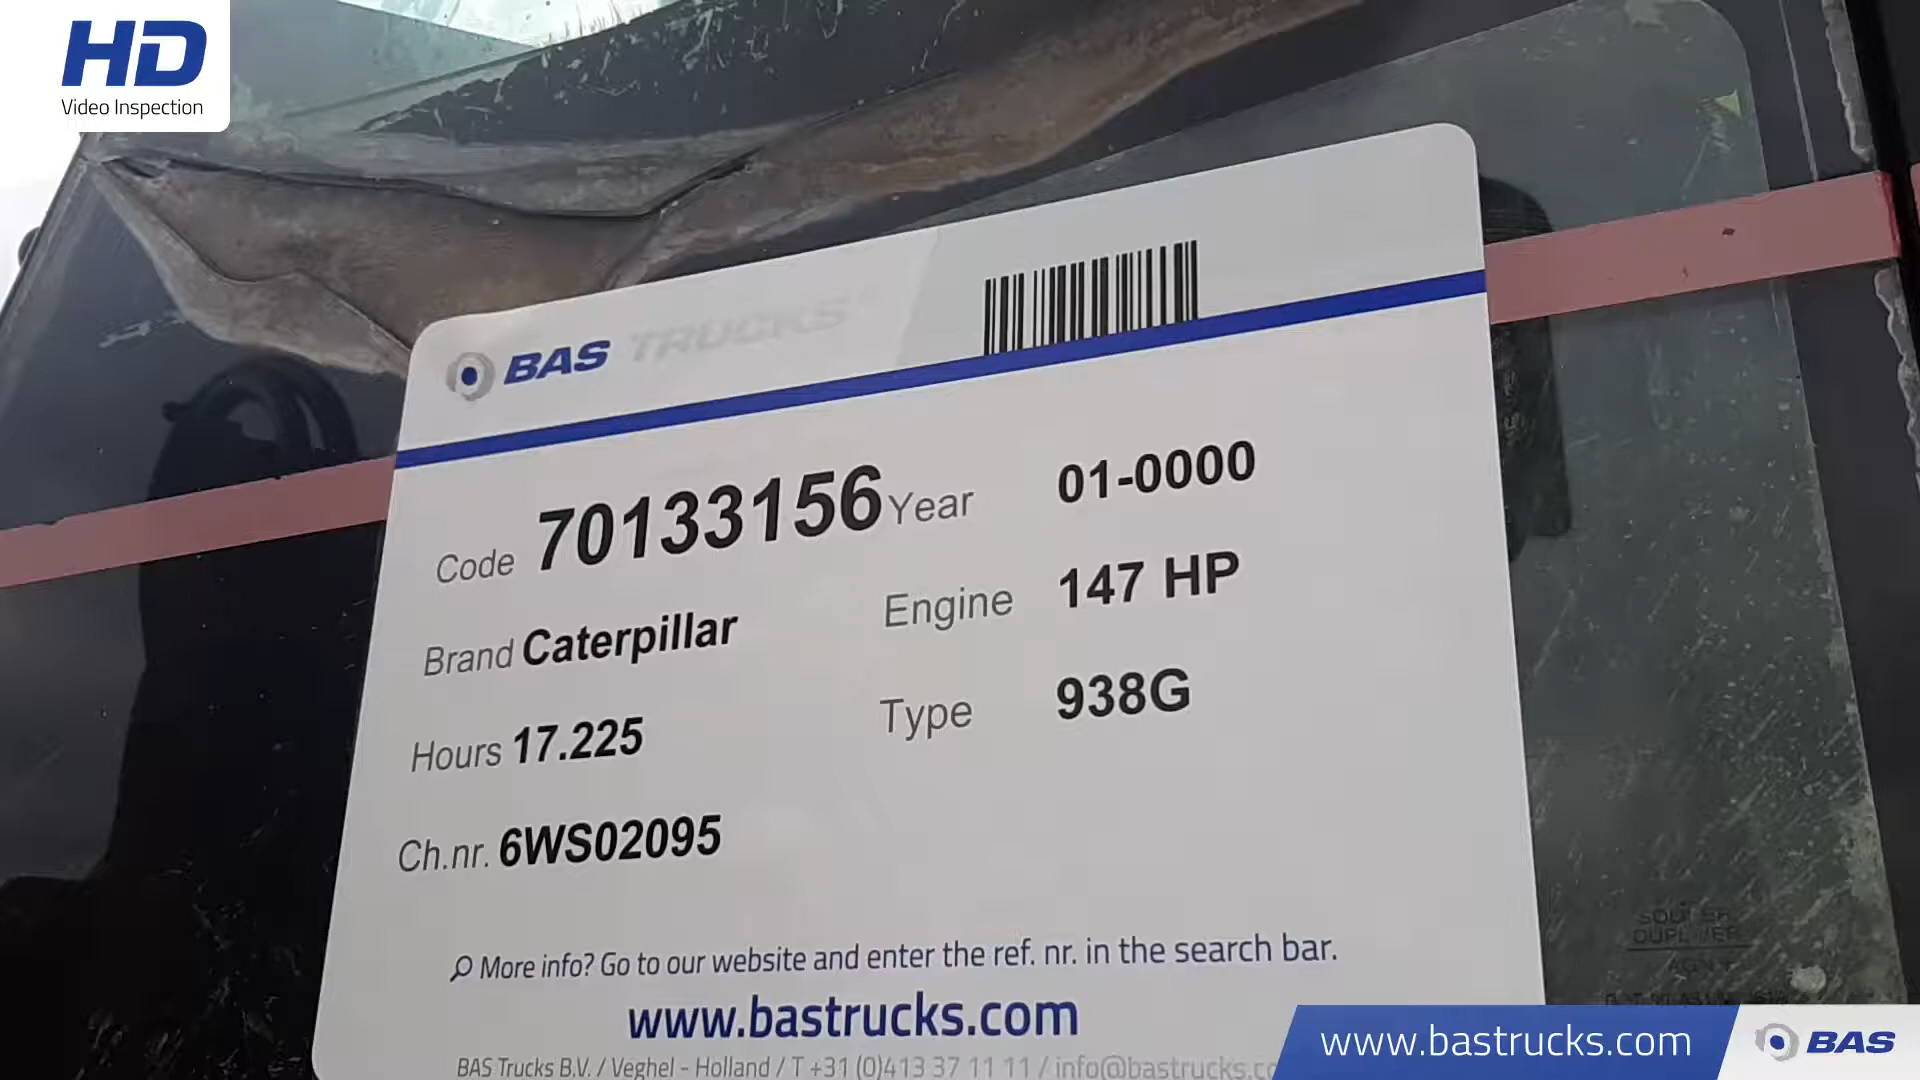 HD
Video Inspection
BAS TRUCKS
Code 70133156 Year 01-0000
Brand Caterpillar Engine 147 HP
Hours 17.225 Type 938G
Ch.nr. 6WS02095
More info? Go to our website and enter the ref. nr. in the search bar.
www.bastrucks.com
BAS Trucks B.V. / Veghel - Holland / T +31 (0)413 37 11 11 / info@bastrucks.co
www.bastrucks.com BAS